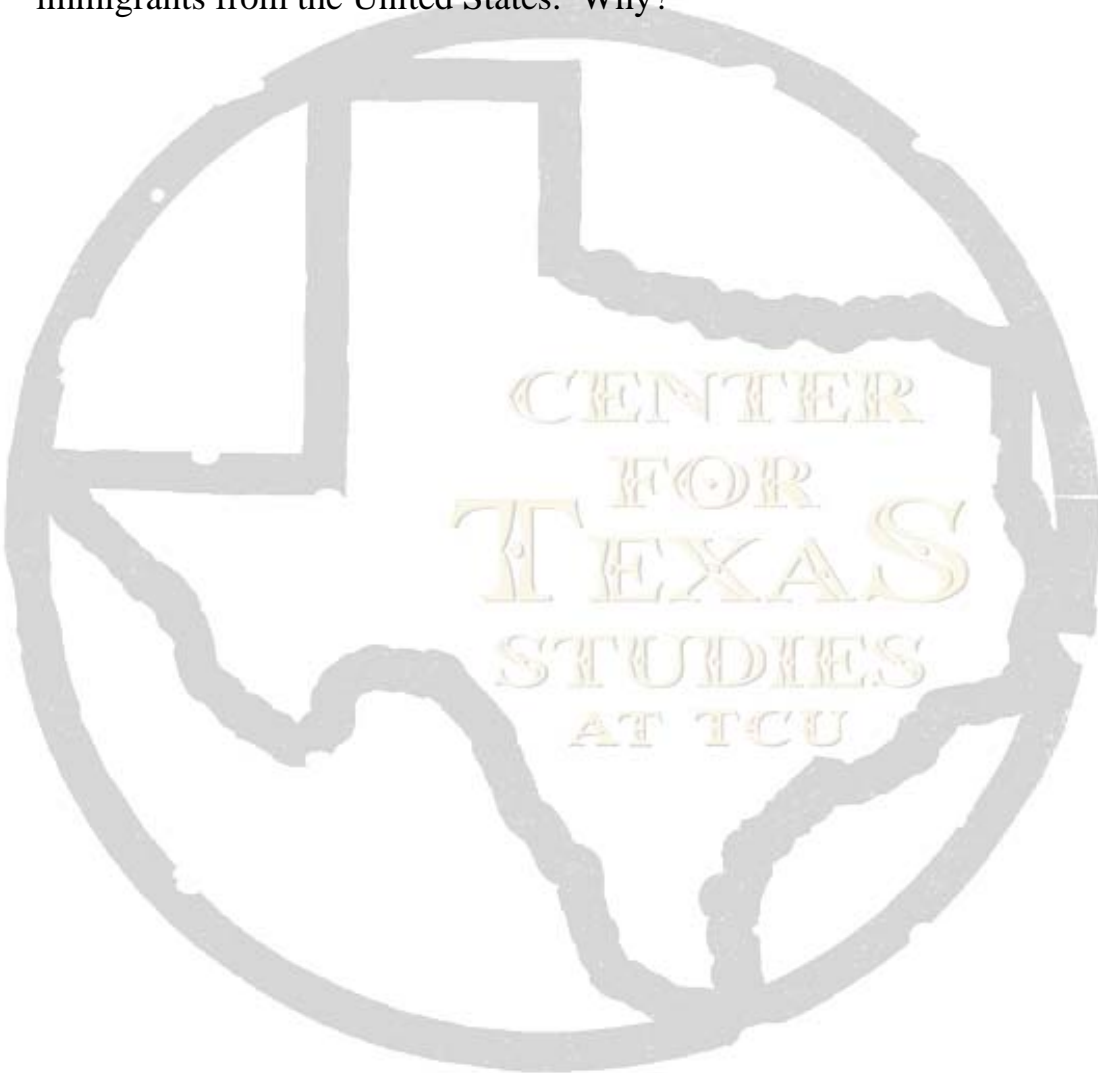 immigrants from the United States. Why?
CENTER
FOR
TEXAS
STUDIES
AT TCU